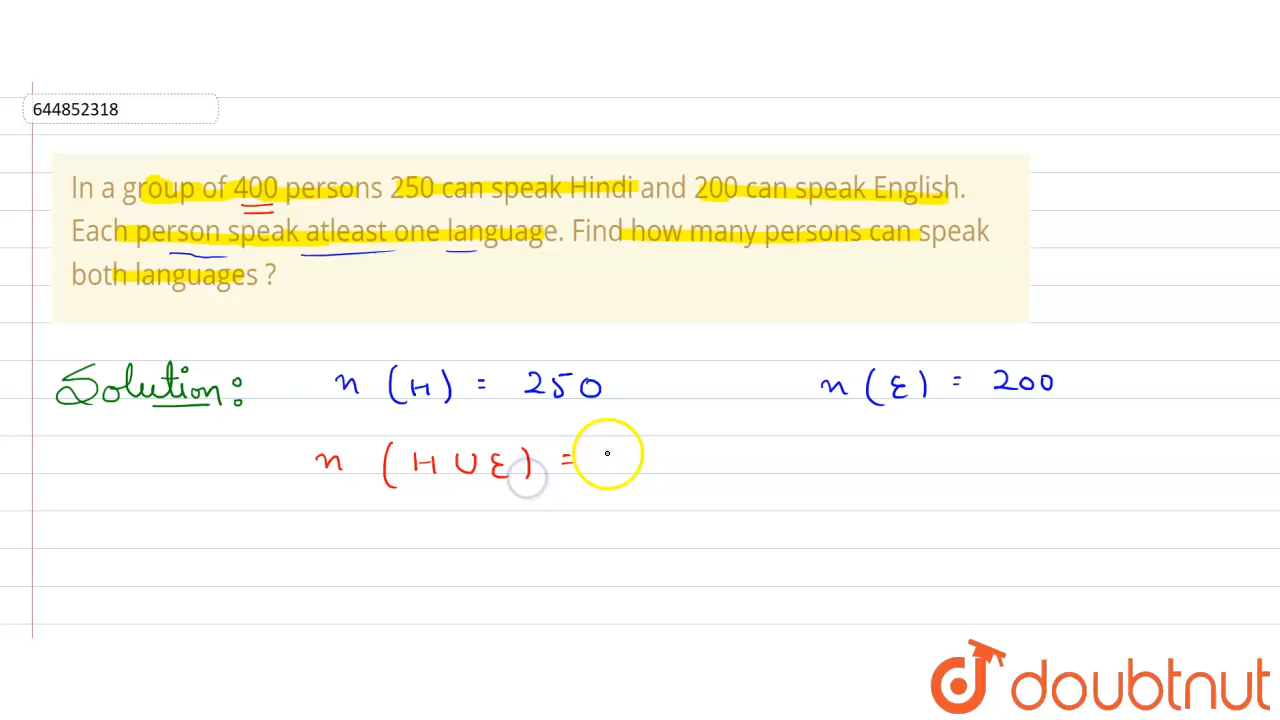 644852318
In a group of 400 persons 250 can speak Hindi and 200 can speak English.
Each person speak atleast one language. Find how many persons can speak
both languages ?
Solution: n (H) = 250 n (E) = 200
n (H ∪ E) =
doubtnut